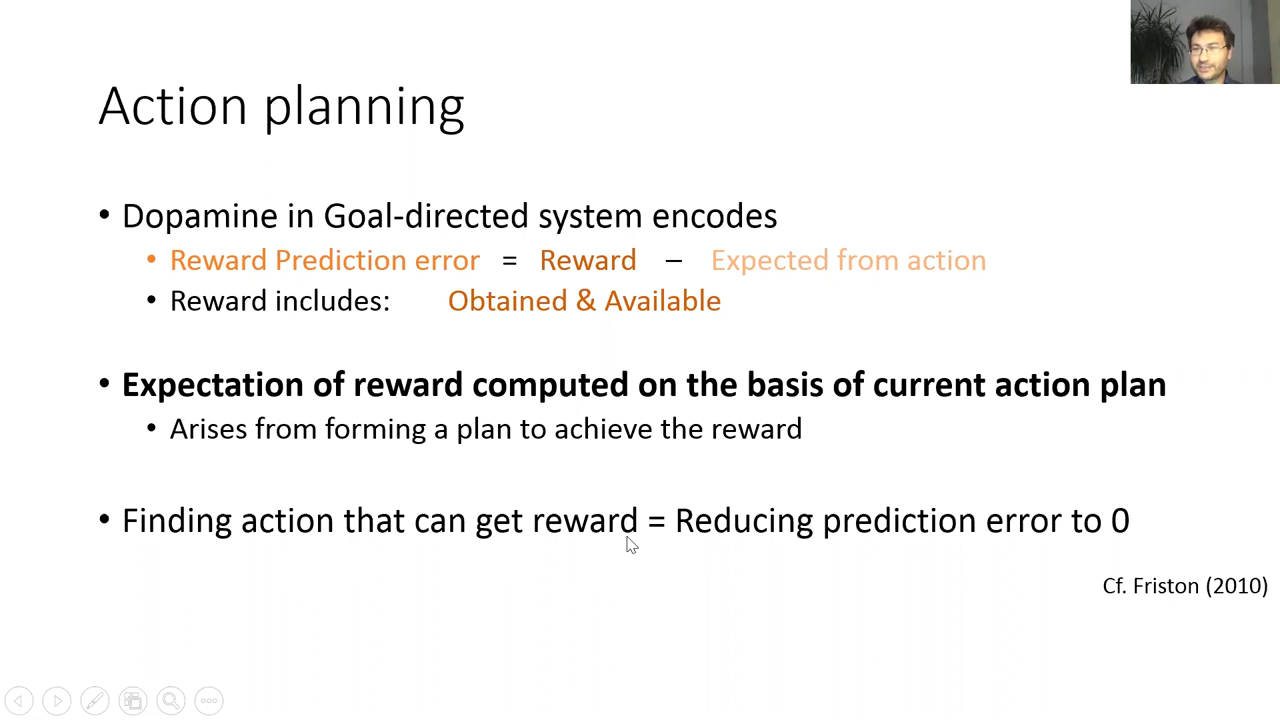 Action planning
• Dopamine in Goal-directed system encodes
• Reward Prediction error = Reward – Expected from action
• Reward includes: Obtained & Available
• Expectation of reward computed on the basis of current action plan
• Arises from forming a plan to achieve the reward
• Finding action that can get reward = Reducing prediction error to 0
Cf. Friston (2010)